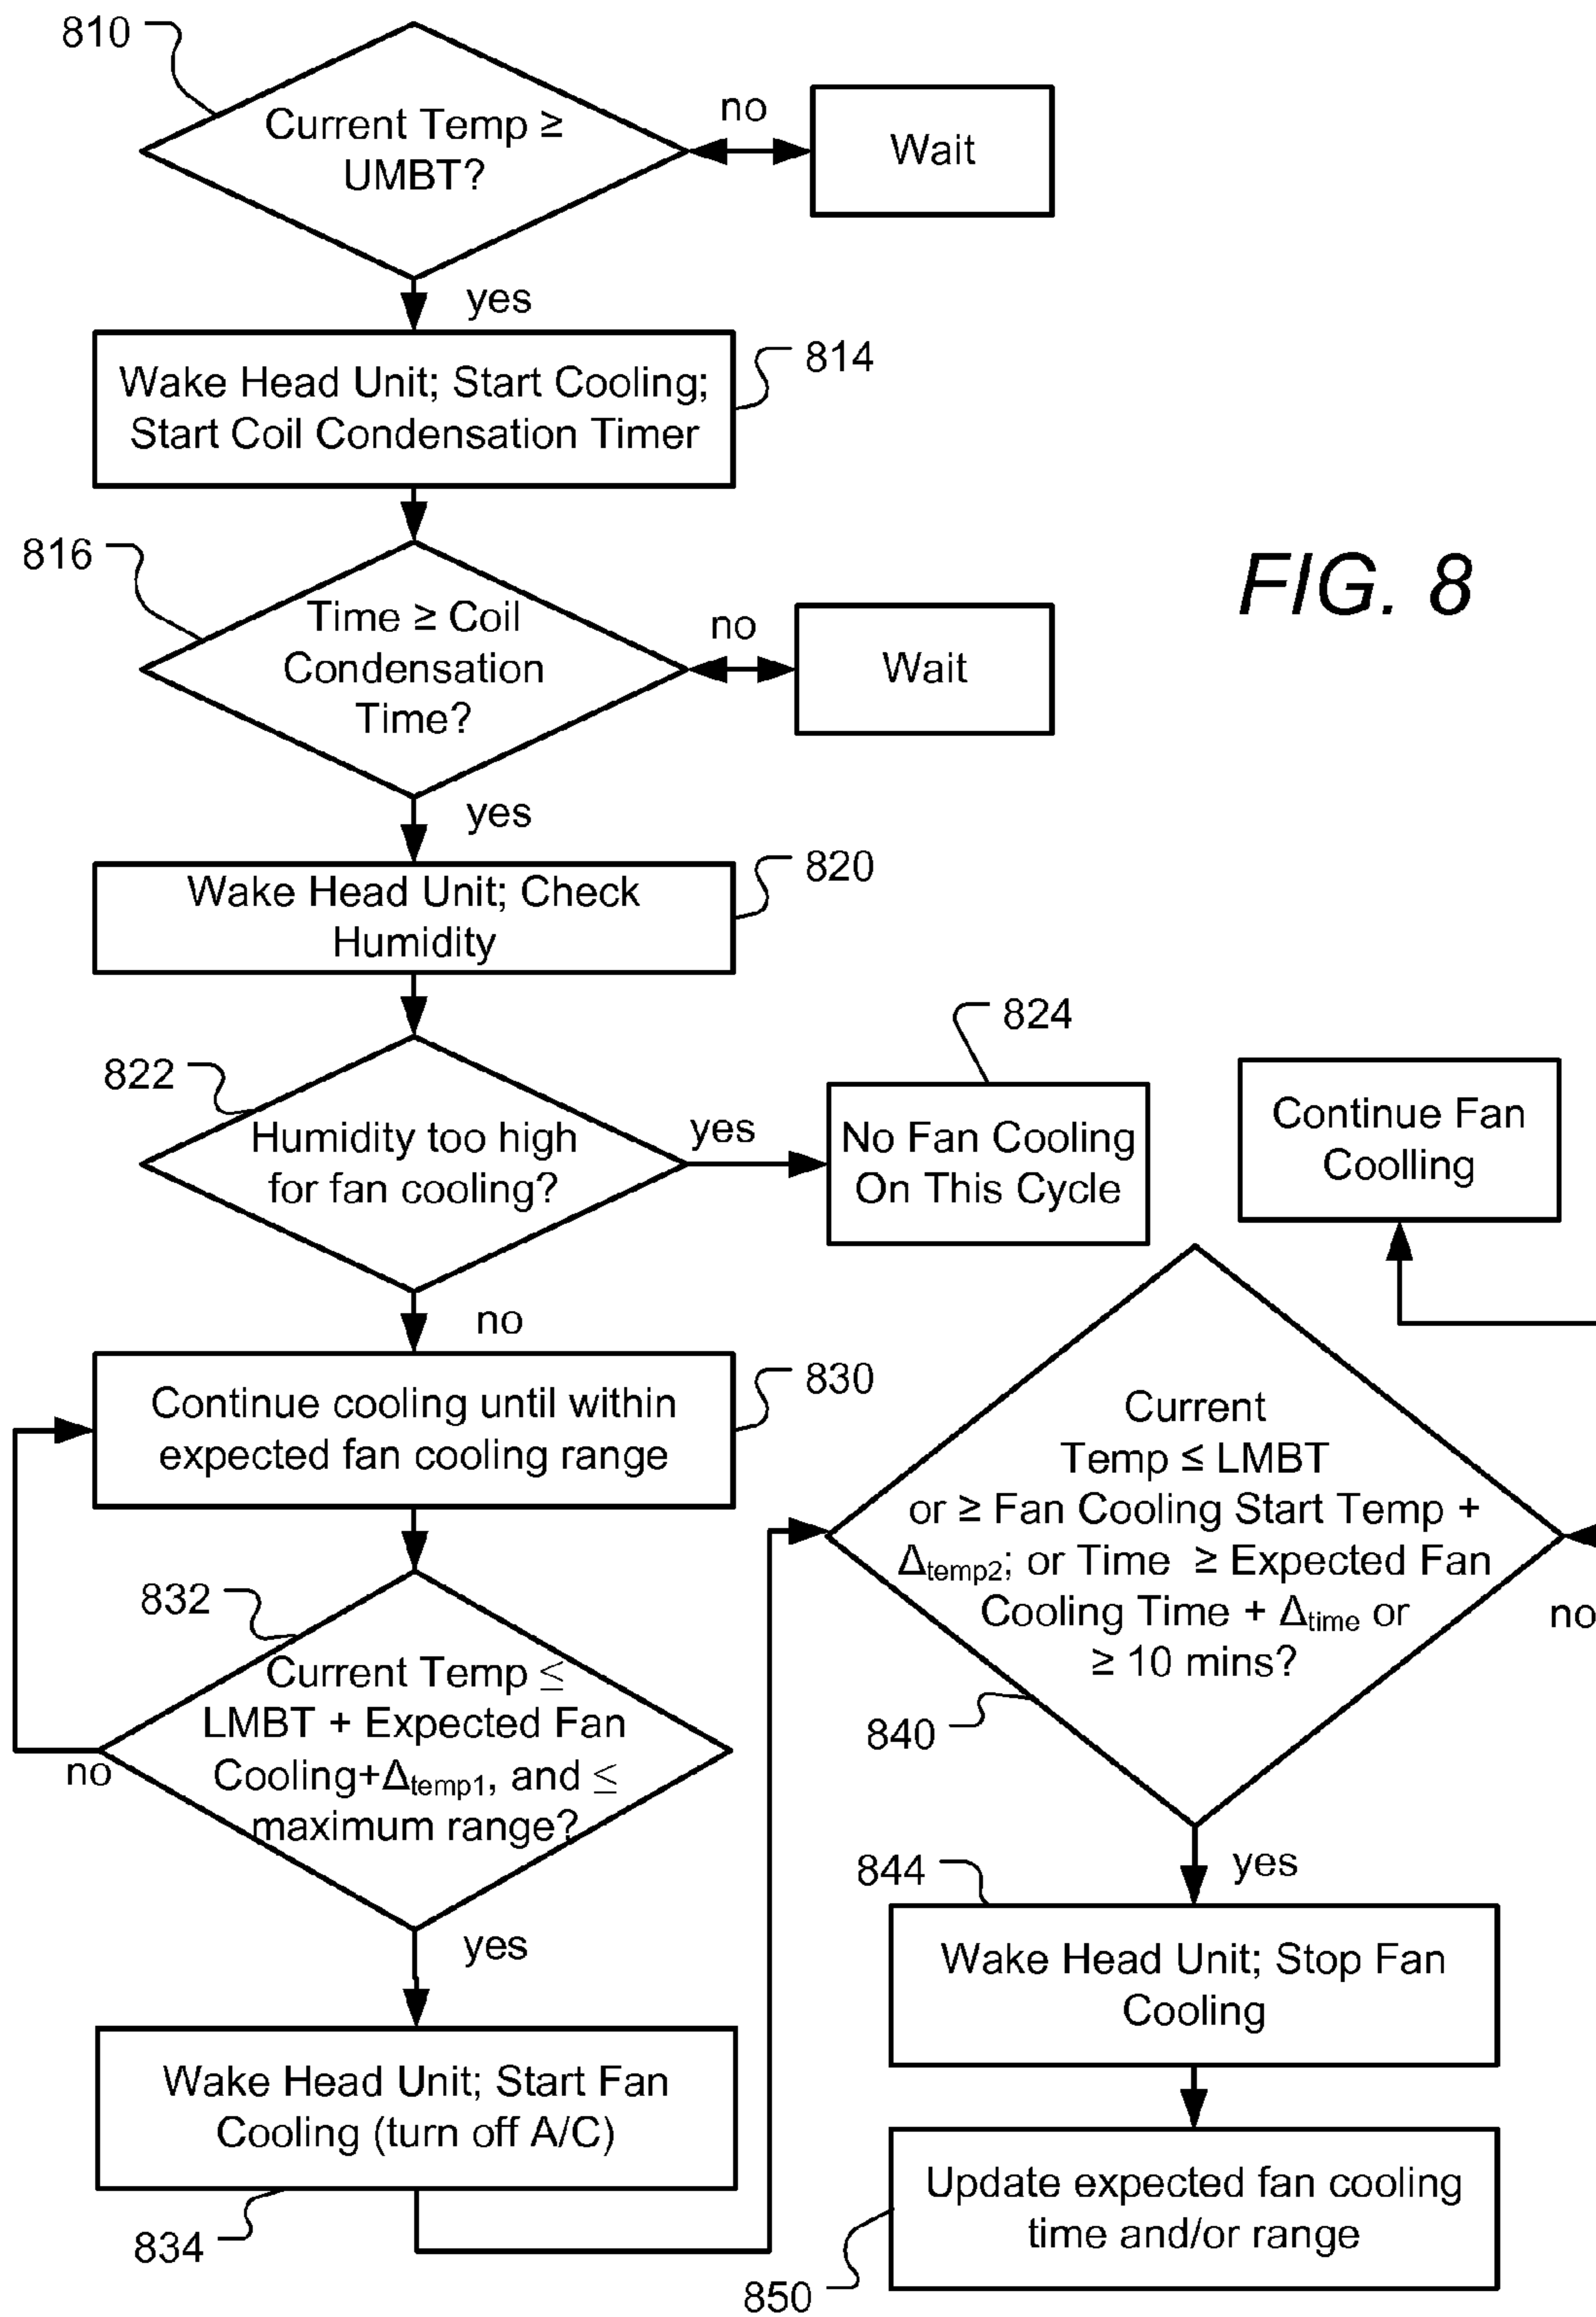 810
Current Temp ≥
UMBT?
no
Wait
yes
Wake Head Unit; Start Cooling;
Start Coil Condensation Timer
814
FIG. 8
816
Time ≥ Coil
Condensation
Time?
no
Wait
yes
Wake Head Unit; Check
Humidity
820
822
Humidity too high
for fan cooling?
yes
824
No Fan Cooling
On This Cycle
no
Continue cooling until within
expected fan cooling range
830
832
Current Temp ≤
LMBT + Expected Fan
Cooling+Δtemp1, and ≤
maximum range?
no
yes
Wake Head Unit; Start Fan
Cooling (turn off A/C)
834
Continue Fan
Coolling
Current
Temp ≤ LMBT
or ≥ Fan Cooling Start Temp +
Δtemp2; or Time ≥ Expected Fan
Cooling Time + Δtime or
≥ 10 mins?
no
840
yes
844
Wake Head Unit; Stop Fan
Cooling
Update expected fan cooling
time and/or range
850